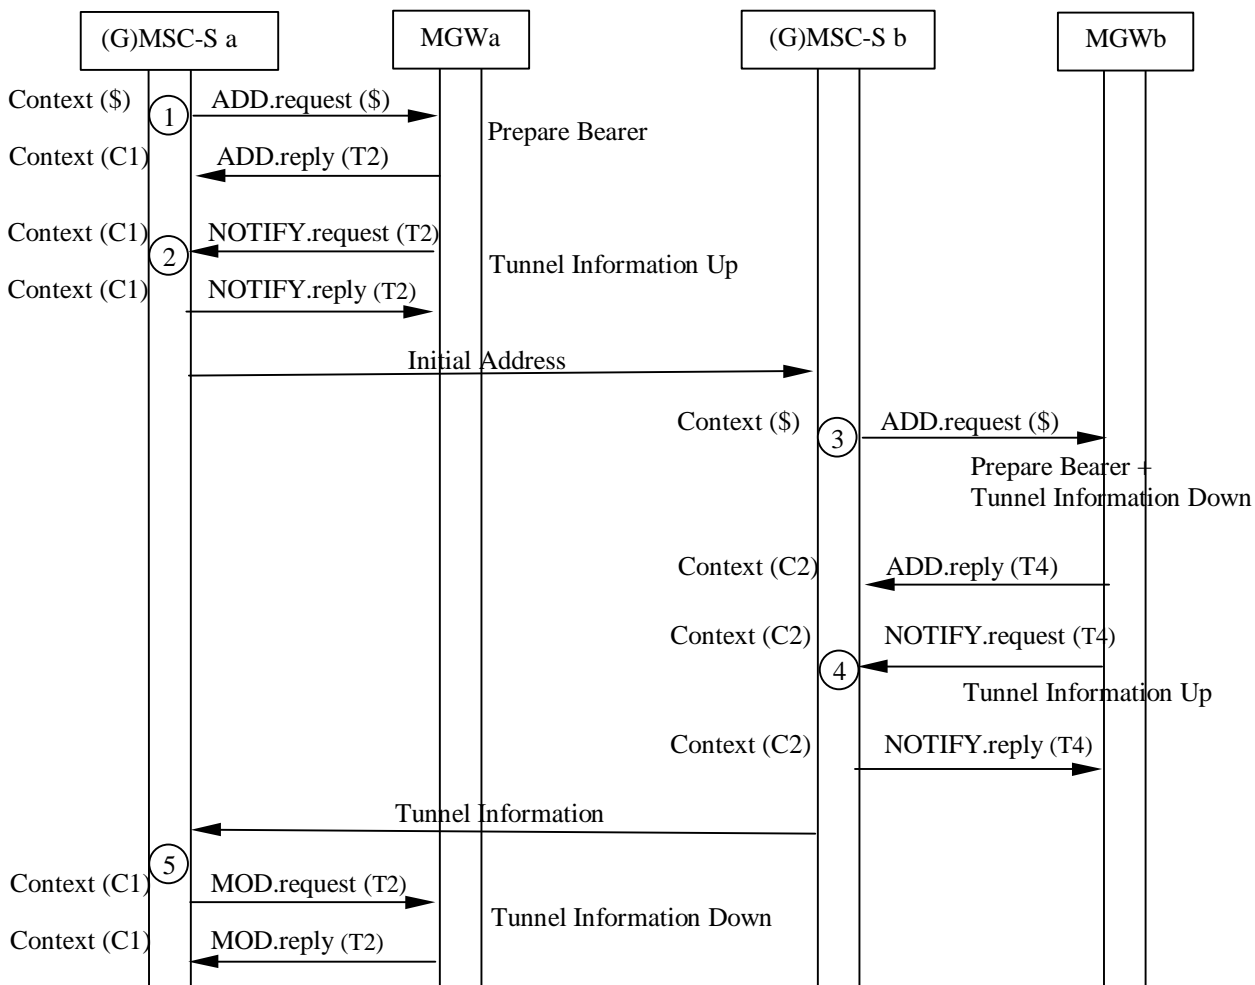 (G)MSC-S a
MGWa
(G)MSC-S b
MGWb
Context ($)
1
ADD.request ($)
Prepare Bearer
Context (C1)
ADD.reply (T2)
Context (C1)
2
NOTIFY.request (T2)
Tunnel Information Up
Context (C1)
NOTIFY.reply (T2)
Initial Address
Context ($)
3
ADD.request ($)
Prepare Bearer +
Tunnel Information Down
Context (C2)
ADD.reply (T4)
Context (C2)
NOTIFY.request (T4)
4
Tunnel Information Up
Context (C2)
NOTIFY.reply (T4)
Tunnel Information
5
Context (C1)
MOD.request (T2)
Tunnel Information Down
Context (C1)
MOD.reply (T2)